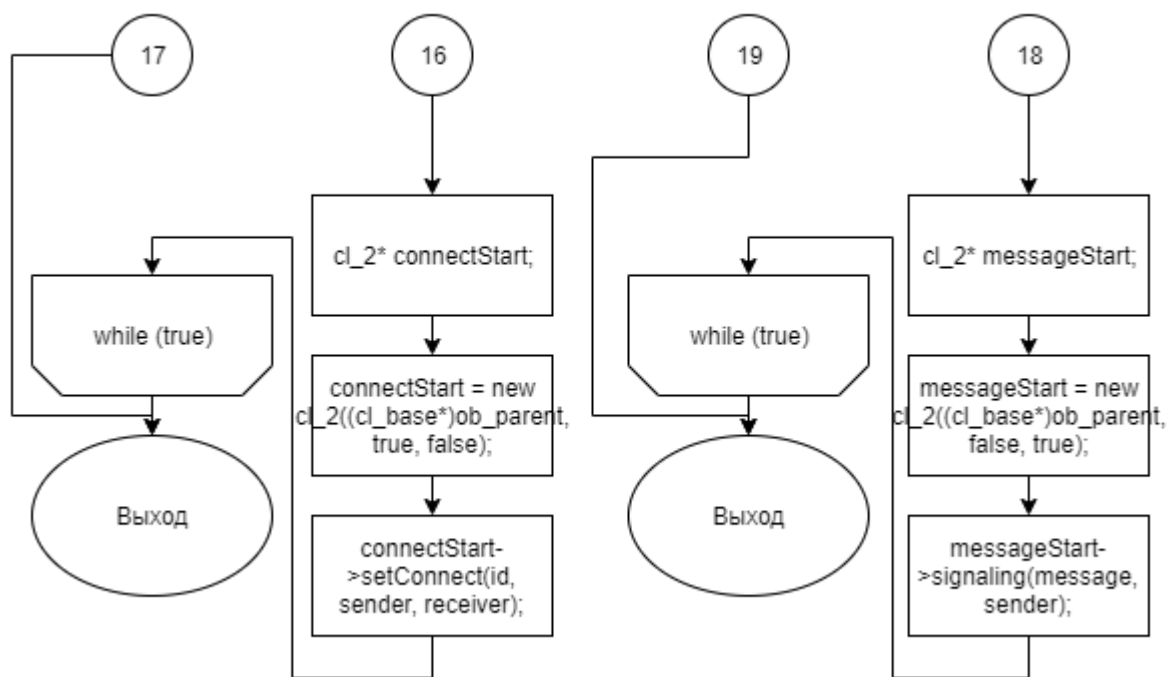 17
16
19
18
cl_2* connectStart;
cl_2* messageStart;
while (true)
connectStart = new
cl_2((cl_base*)ob_parent,
true, false);
while (true)
messageStart = new
cl_2((cl_base*)ob_parent,
false, true);
Выход
connectStart-
>setConnect(id,
sender, receiver);
Выход
messageStart-
>signaling(message,
sender);